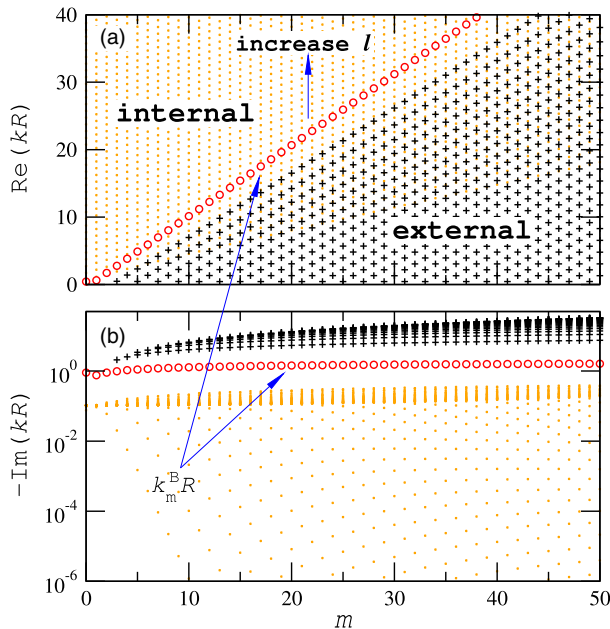 40
(a)
increase l
30
internal
20
Re(kR)
10
external
0
(b)
10^0
10^-2
-Im(kR)
k_m^B R
10^-4
10^-6
0 10 20 30 40 50
m